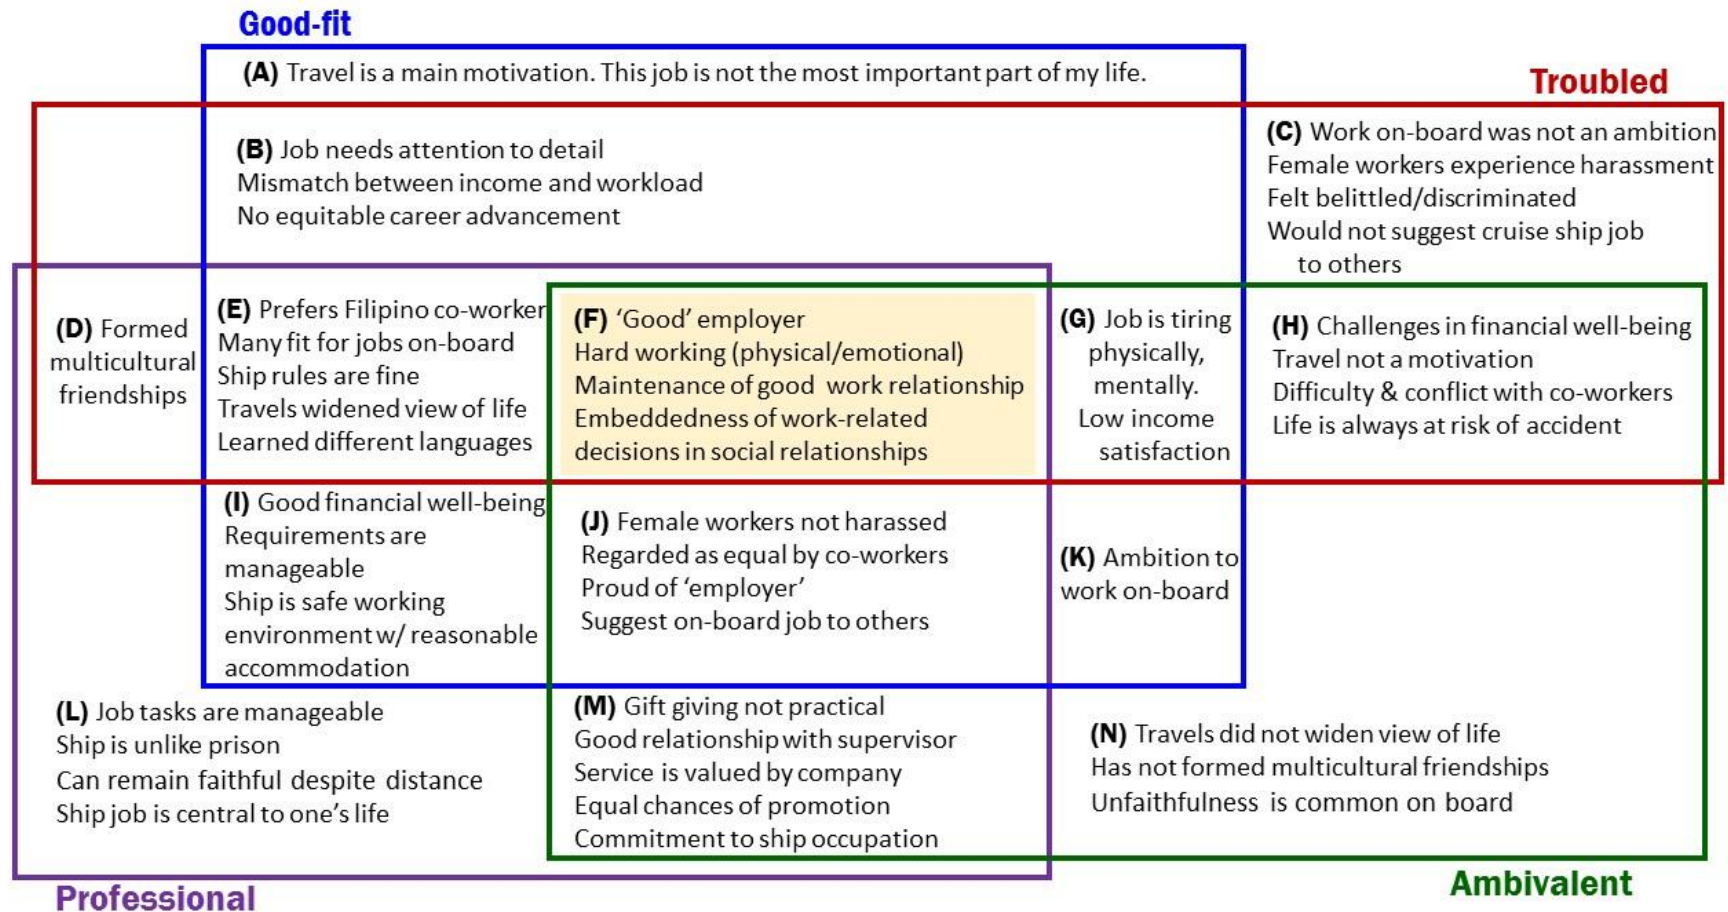 Good-fit
(A) Travel is a main motivation. This job is not the most important part of my life.
Troubled
(B) Job needs attention to detail
Mismatch between income and workload
No equitable career advancement
(C) Work on-board was not an ambition
Female workers experience harassment
Felt belittled/discriminated
Would not suggest cruise ship job
to others
(D) Formed
multicultural
friendships
(E) Prefers Filipino co-worker
Many fit for jobs on-board
Ship rules are fine
Travels widened view of life
Learned different languages
(F) ‘Good’ employer
Hard working (physical/emotional)
Maintenance of good work relationship
Embeddedness of work-related
decisions in social relationships
(G) Job is tiring
physically,
mentally.
Low income
satisfaction
(H) Challenges in financial well-being
Travel not a motivation
Difficulty & conflict with co-workers
Life is always at risk of accident
(I) Good financial well-being
Requirements are
manageable
Ship is safe working
environment w/ reasonable
accommodation
(J) Female workers not harassed
Regarded as equal by co-workers
Proud of ‘employer’
Suggest on-board job to others
(K) Ambition to
work on-board
(L) Job tasks are manageable
Ship is unlike prison
Can remain faithful despite distance
Ship job is central to one’s life
(M) Gift giving not practical
Good relationship with supervisor
Service is valued by company
Equal chances of promotion
Commitment to ship occupation
(N) Travels did not widen view of life
Has not formed multicultural friendships
Unfaithfulness is common on board
Professional
Ambivalent